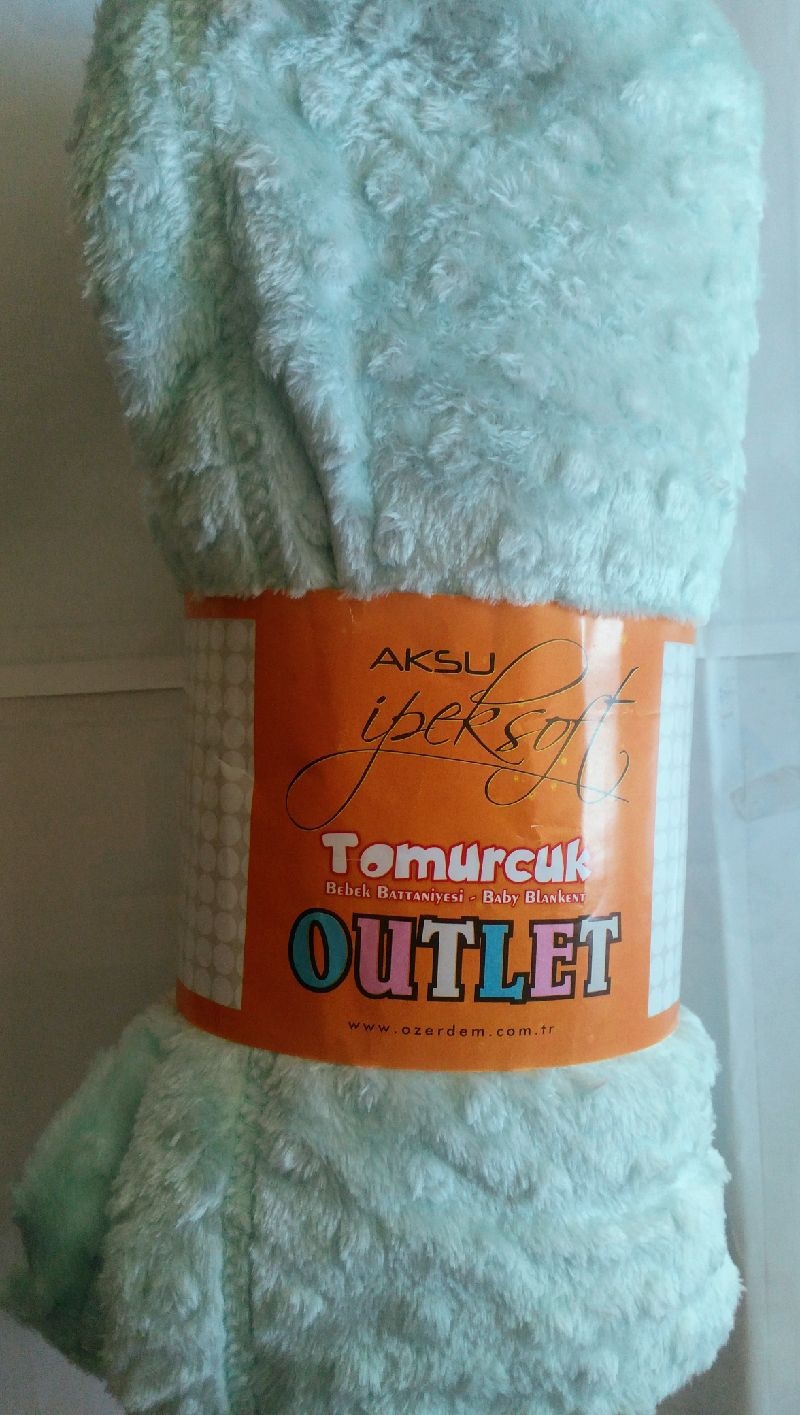 AKSU
ipeksoft
Tomurcuk
Bebek Battaniyesi - Baby Blankent
OUTLET
www.ozerdem.com.tr